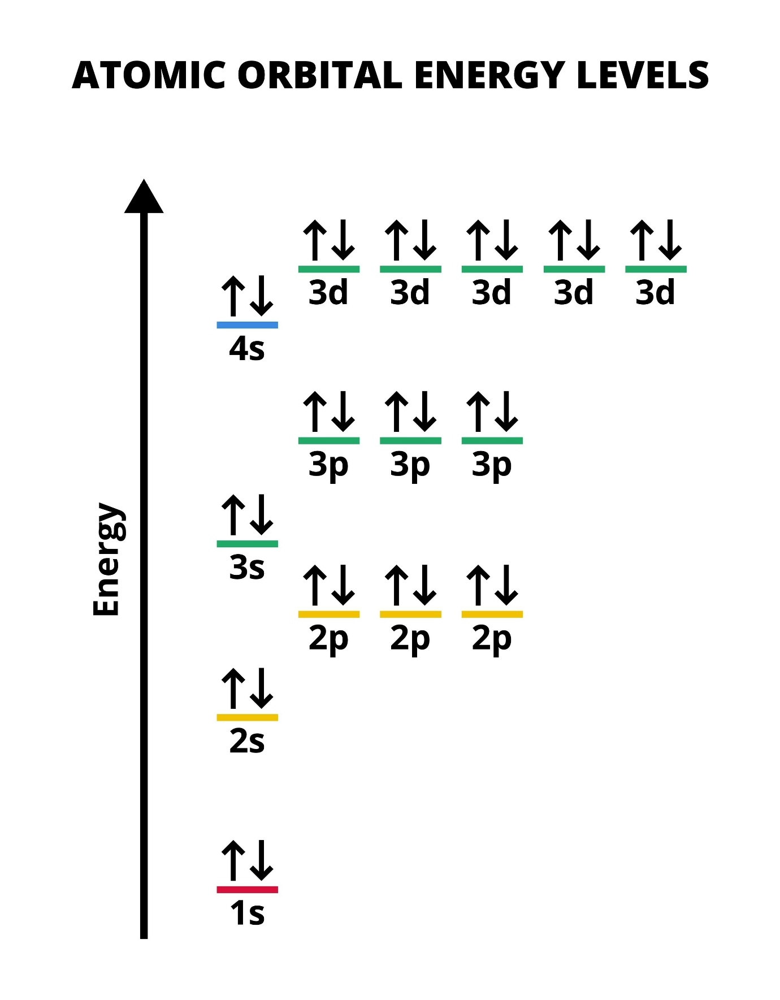 ATOMIC ORBITAL ENERGY LEVELS
3d 3d 3d 3d 3d
4s
3p 3p 3p
Energy
3s
2p 2p 2p
2s
1s